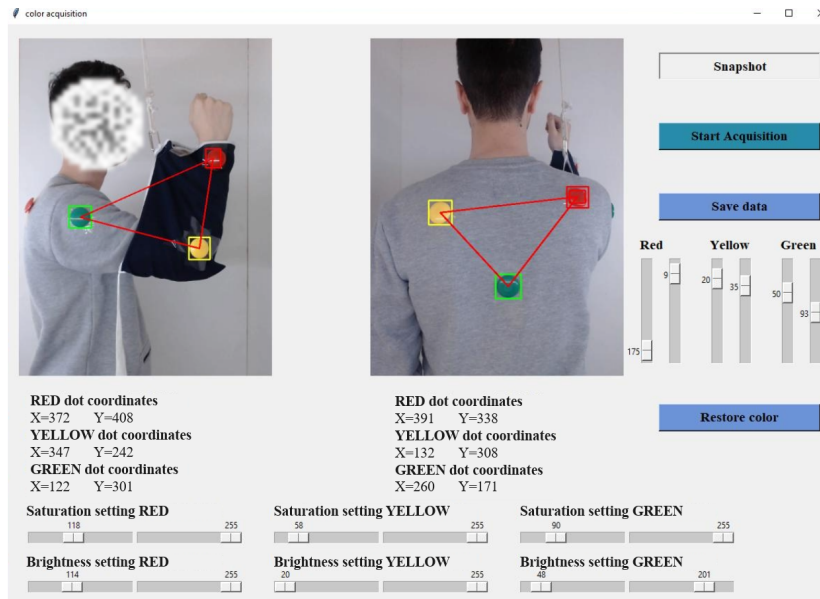 color acquisition
Snapshot
Start Acquisition
Save data
Red Yellow Green
9
20
35
50
93
175
Restore color
RED dot coordinates
X=372 Y=408
YELLOW dot coordinates
X=347 Y=242
GREEN dot coordinates
X=122 Y=301
RED dot coordinates
X=391 Y=338
YELLOW dot coordinates
X=132 Y=308
GREEN dot coordinates
X=260 Y=171
Saturation setting RED
118 255
Saturation setting YELLOW
58 255
Saturation setting GREEN
90 255
Brightness setting RED
114 255
Brightness setting YELLOW
20 255
Brightness setting GREEN
48 201